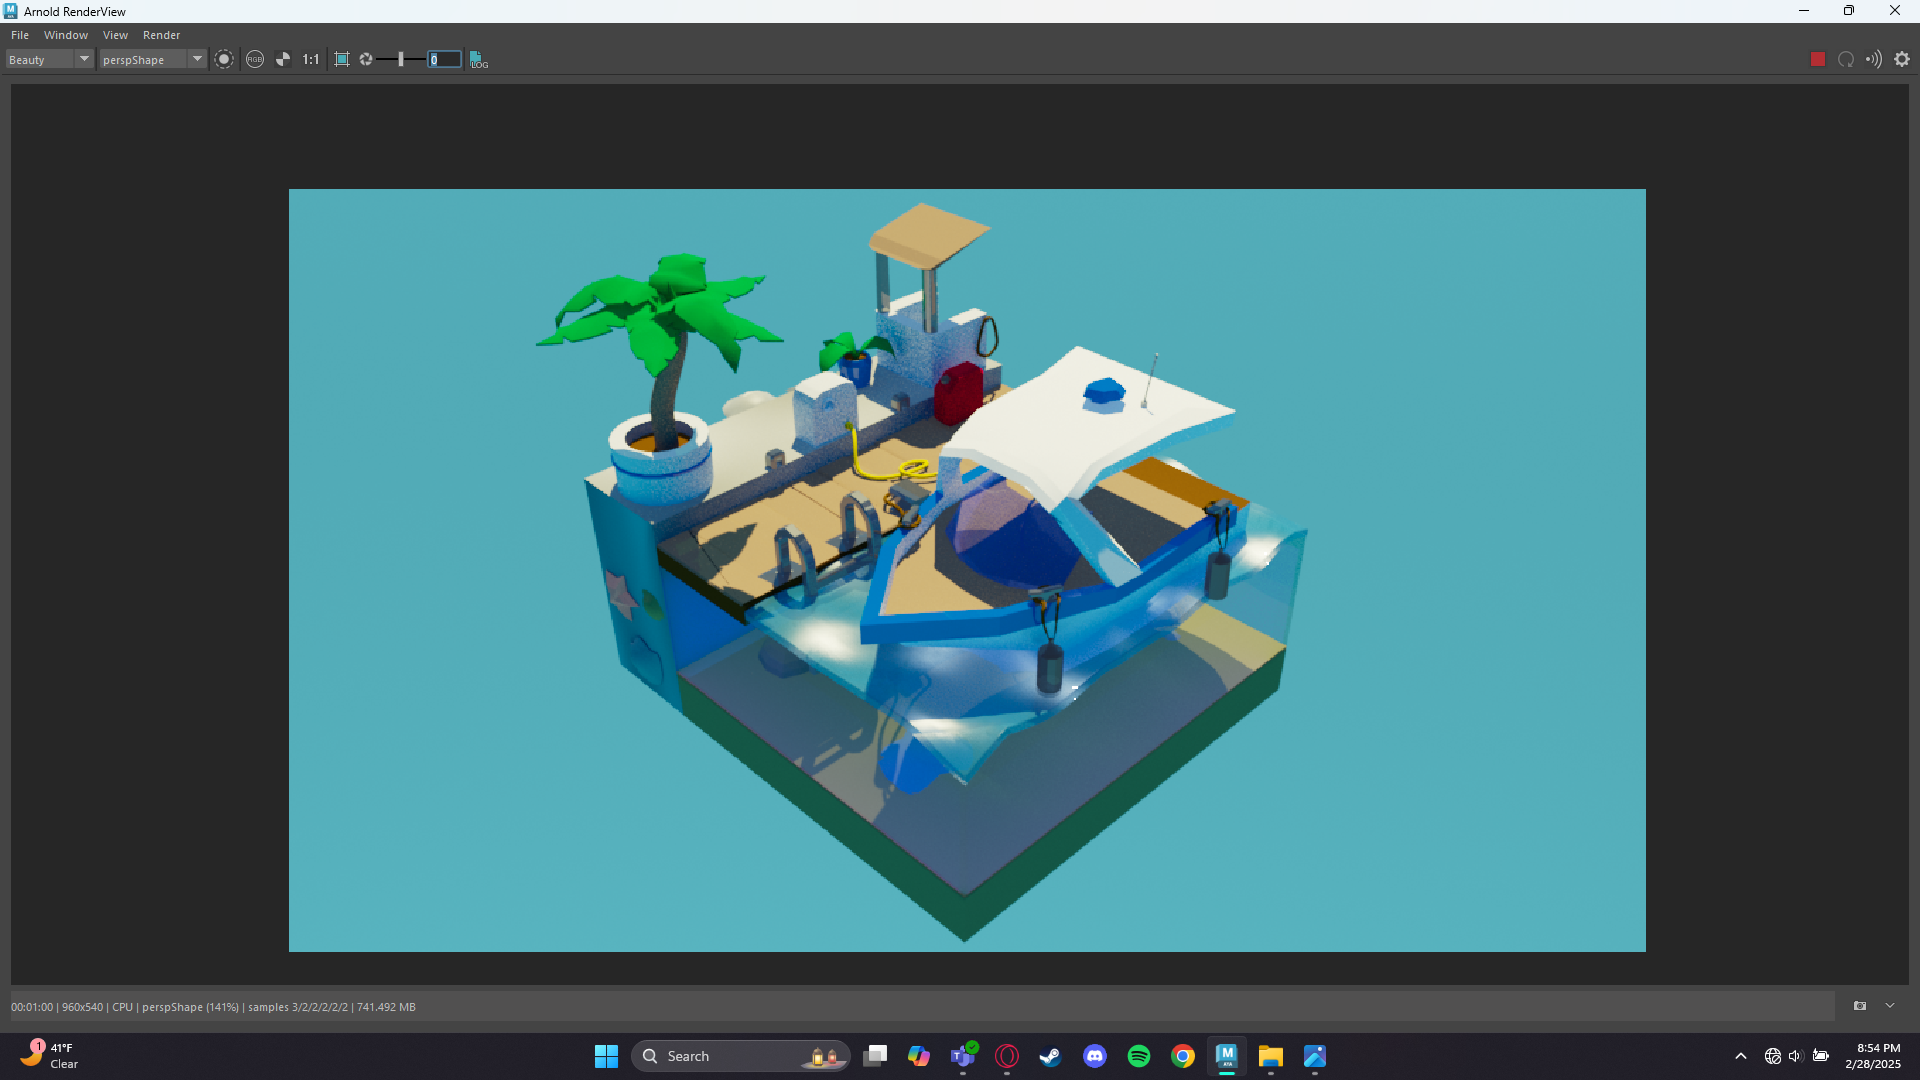 Arnold RenderView
File Window View Render
Beauty perspShape RGB 1:1 0 LOG
00:01:00 | 960x540 | CPU | perspShape (141%) | samples 3/2/2/2/2/2 | 741.492 MB
1
41°F
Clear
Search
M
8:54 PM
2/28/2025